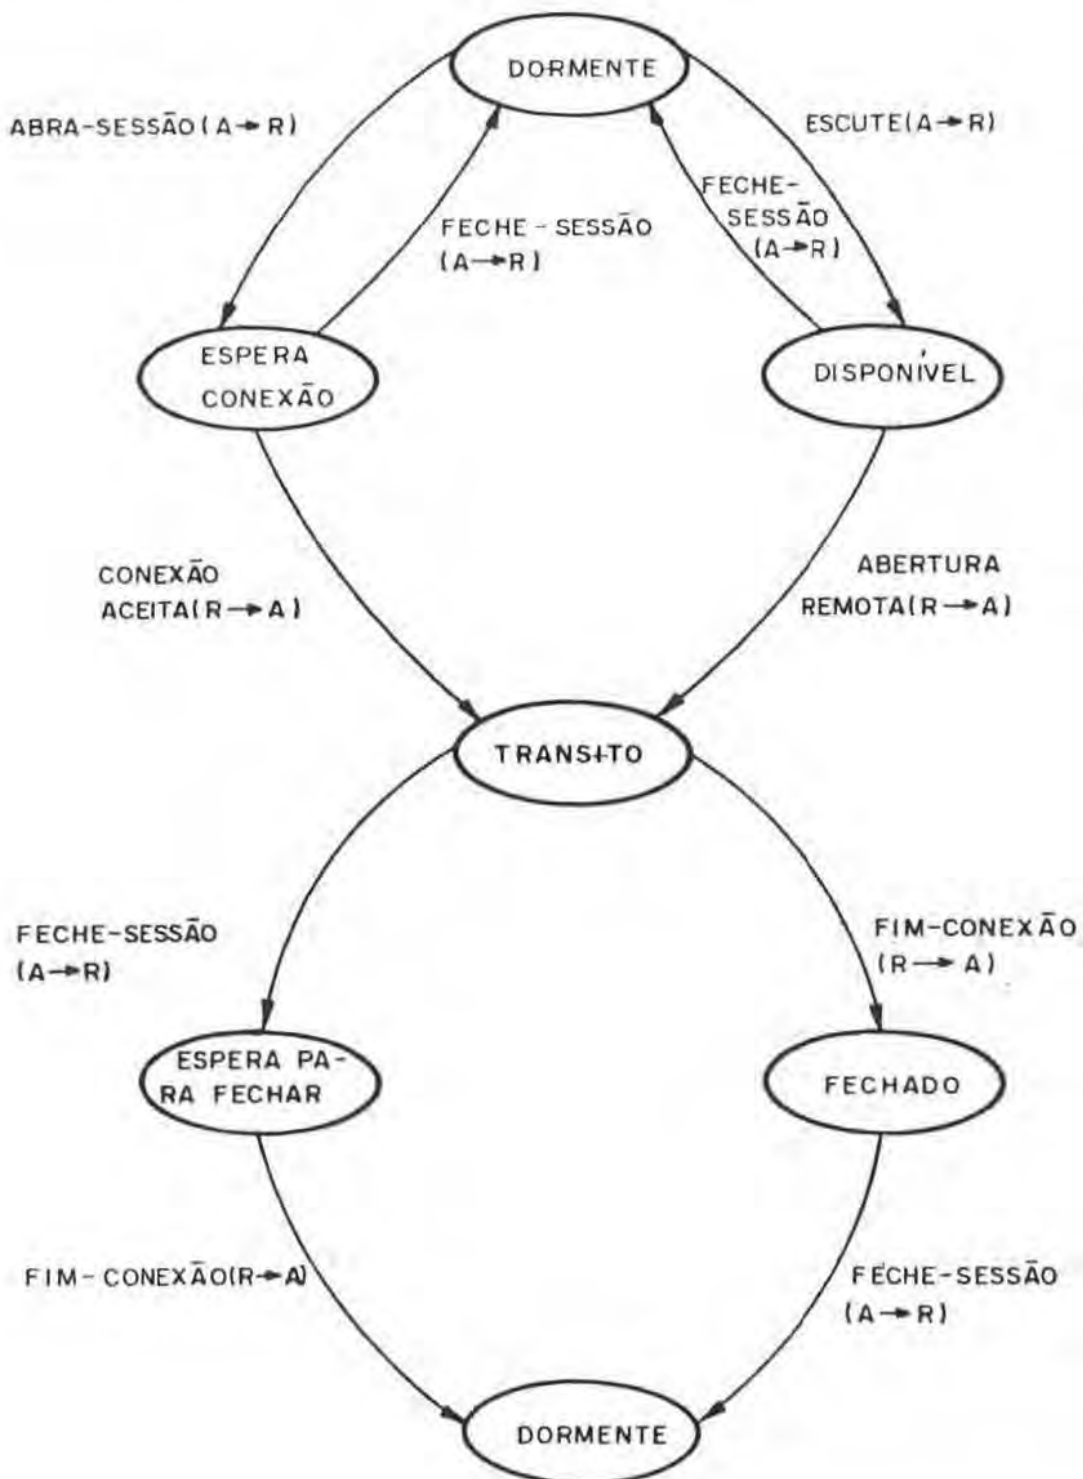 DORMENTE
ABRA-SESSÃO(A→R)
ESCUTE(A→R)
FECHE-SESSÃO
(A→R)
FECHE-
SESSÃO
(A→R)
ESPERA
CONEXÃO
DISPONÍVEL
CONEXÃO
ACEITA(R→A)
ABERTURA
REMOTA(R→A)
TRANSITO
FECHE-SESSÃO
(A→R)
FIM-CONEXÃO
(R→A)
ESPERA PA-
RA FECHAR
FECHADO
FIM-CONEXÃO(R→A)
FECHE-SESSÃO
(A→R)
DORMENTE